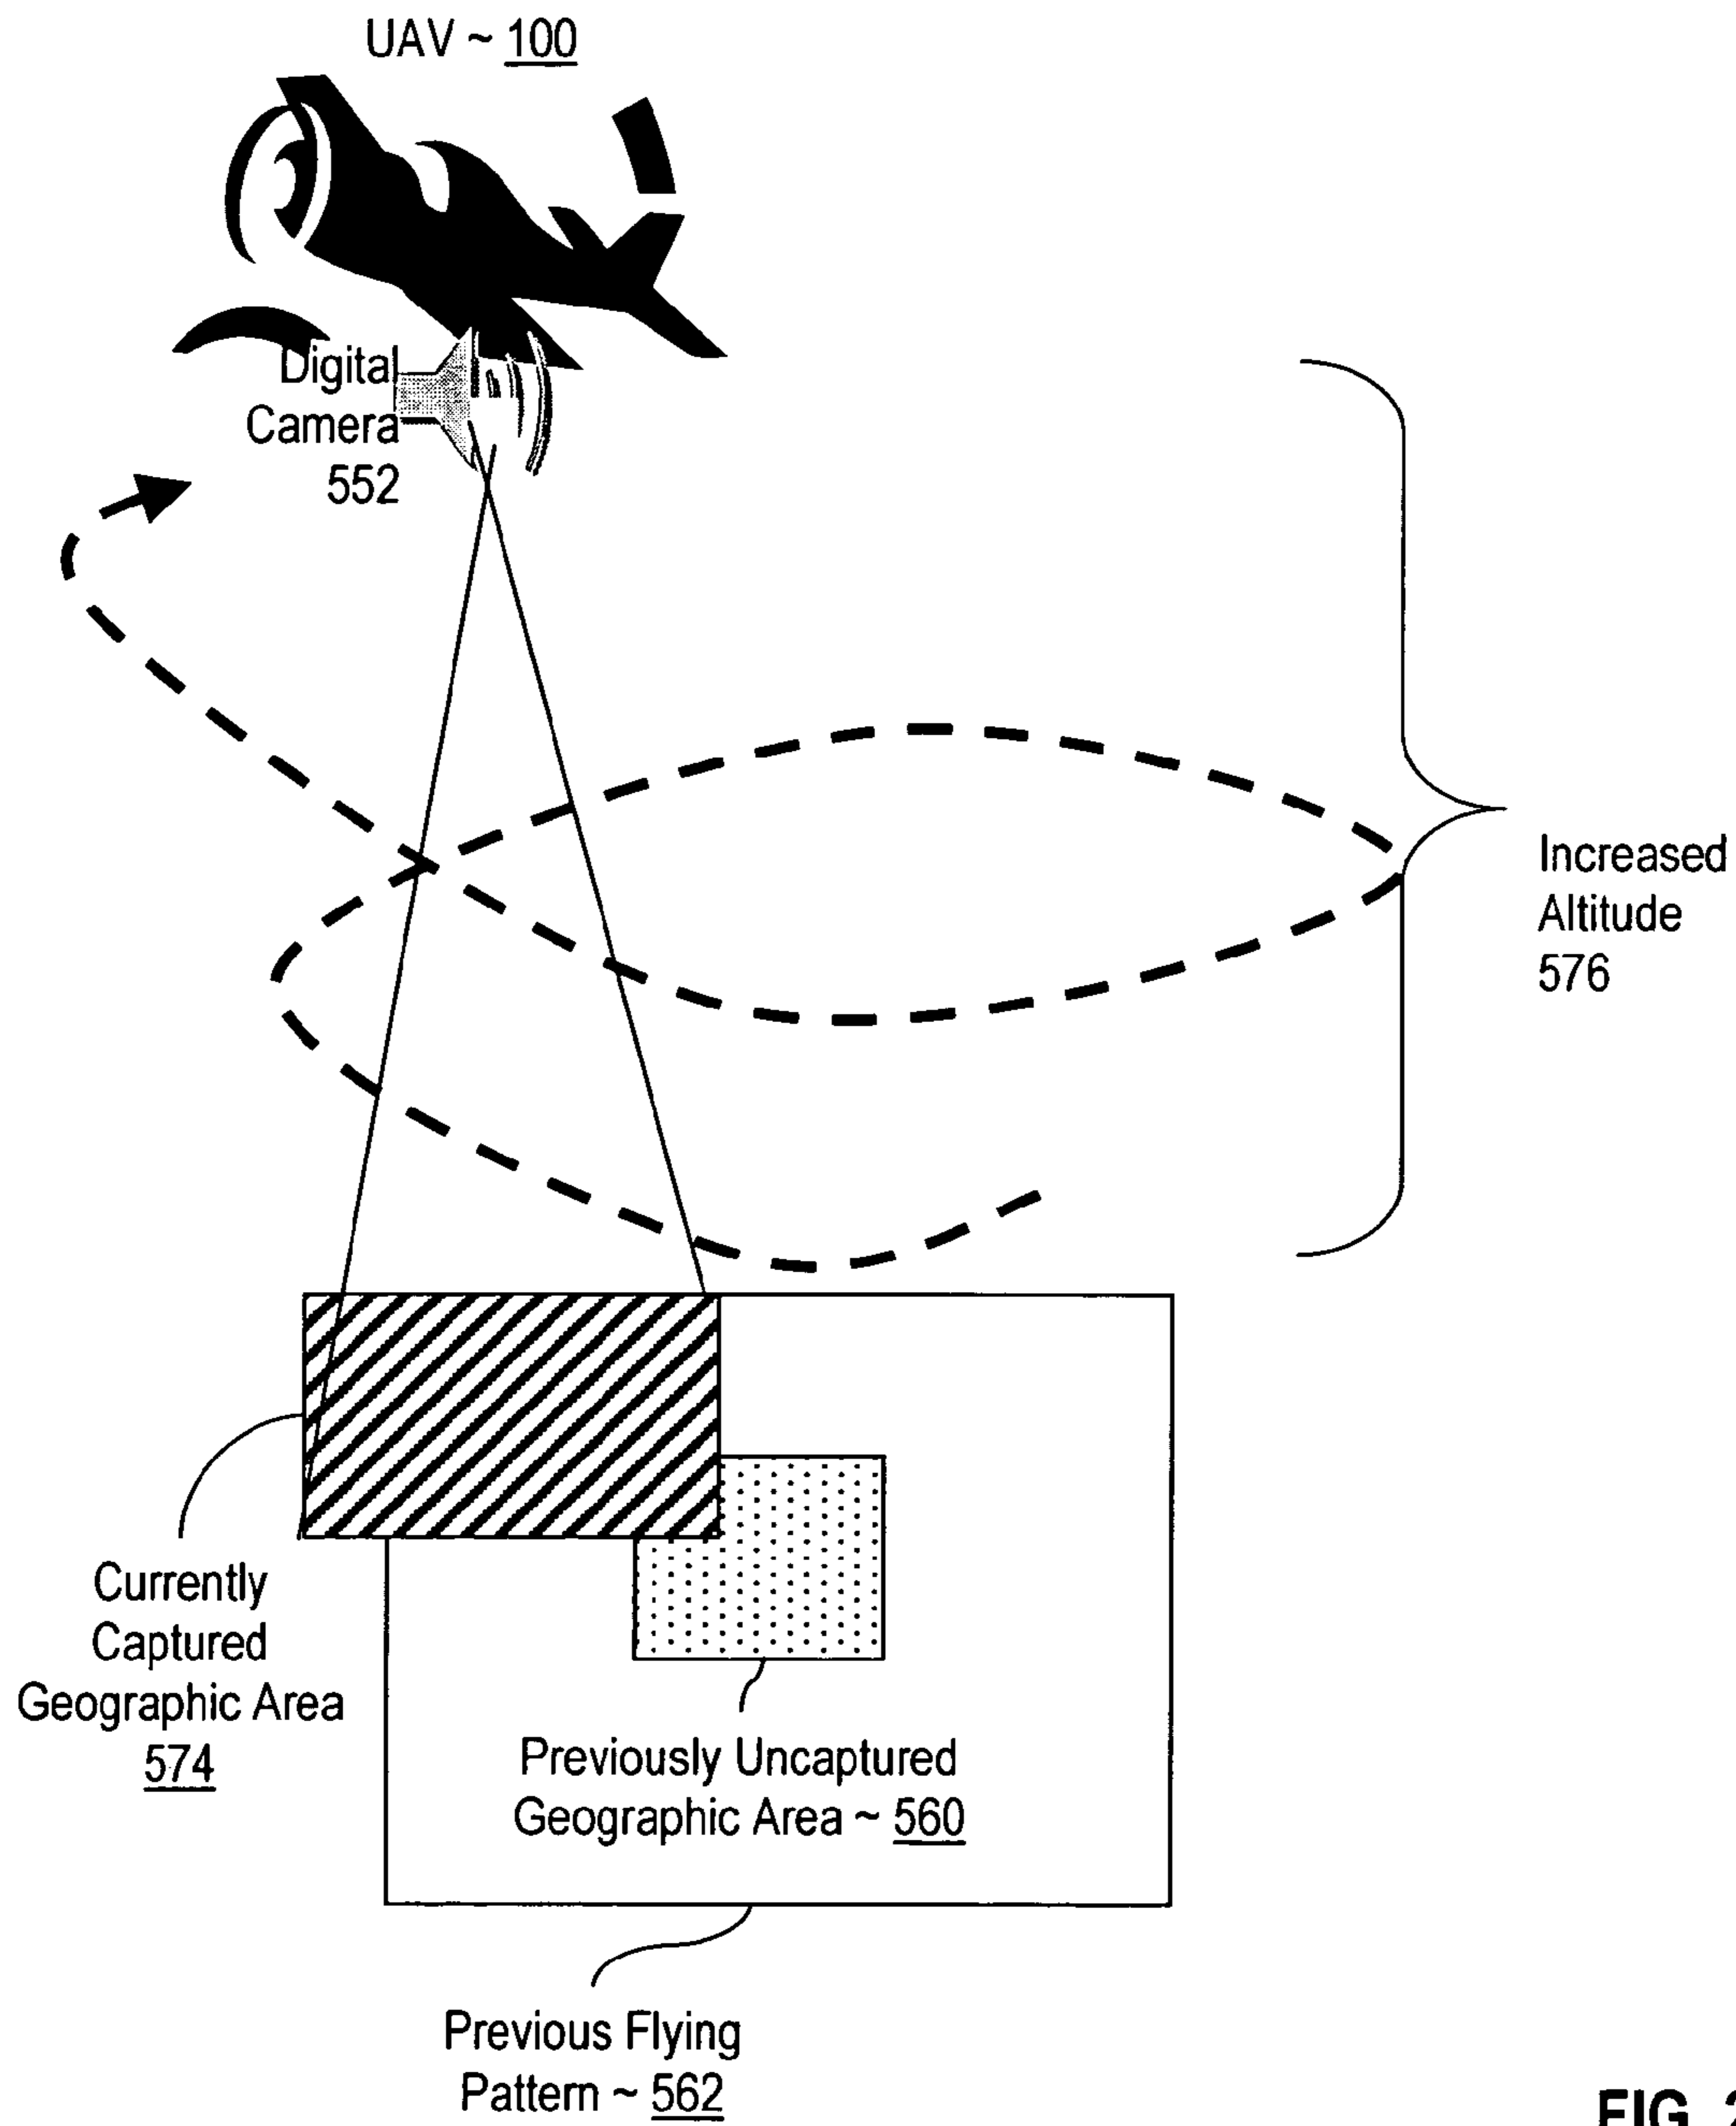 UAV ~ 100
Digital
Camera
552
Increased
Altitude
576
Currently
Captured
Geographic Area
574
Previously Uncaptured
Geographic Area ~ 560
Previous Flying
Pattern ~ 562
FIG.